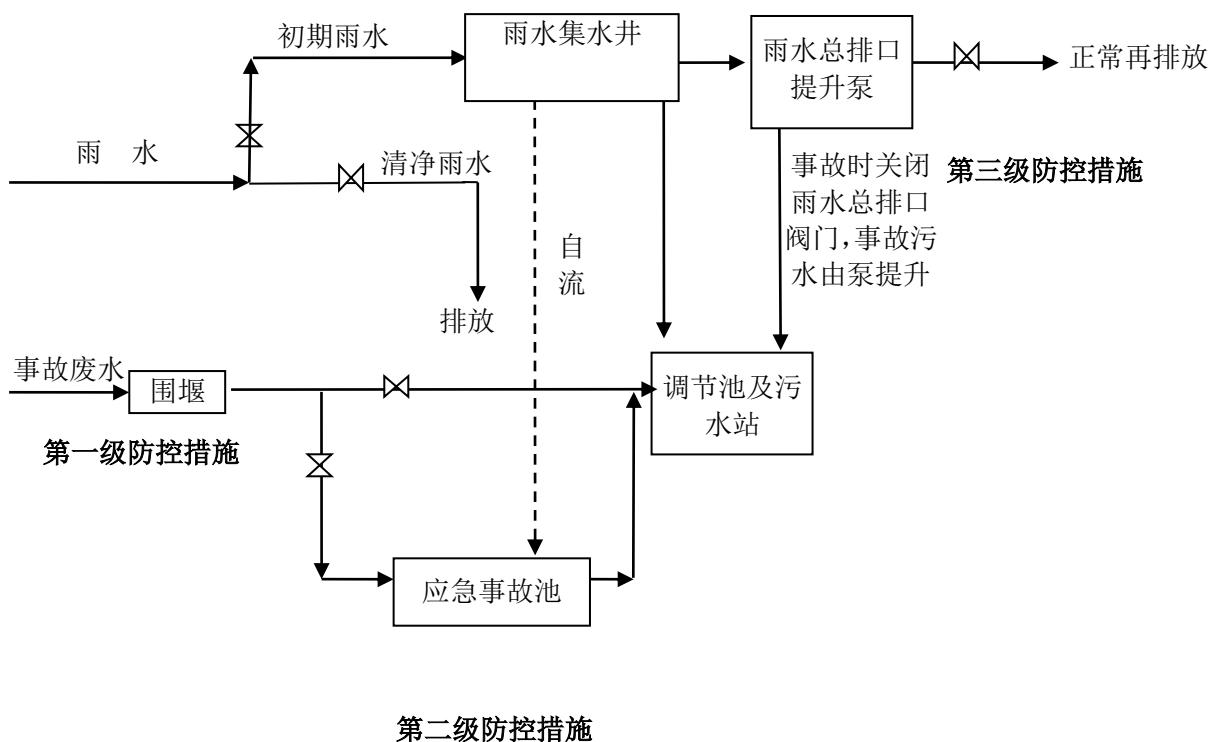 初期雨水
雨水集水井
雨水总排口
提升泵
正常再排放
雨 水
清净雨水
事故时关闭
雨水总排口
阀门，事故污
水由泵提升
第三级防控措施
自
流
排放
事故废水
围堰
调节池及污
水站
第一级防控措施
应急事故池
第二级防控措施